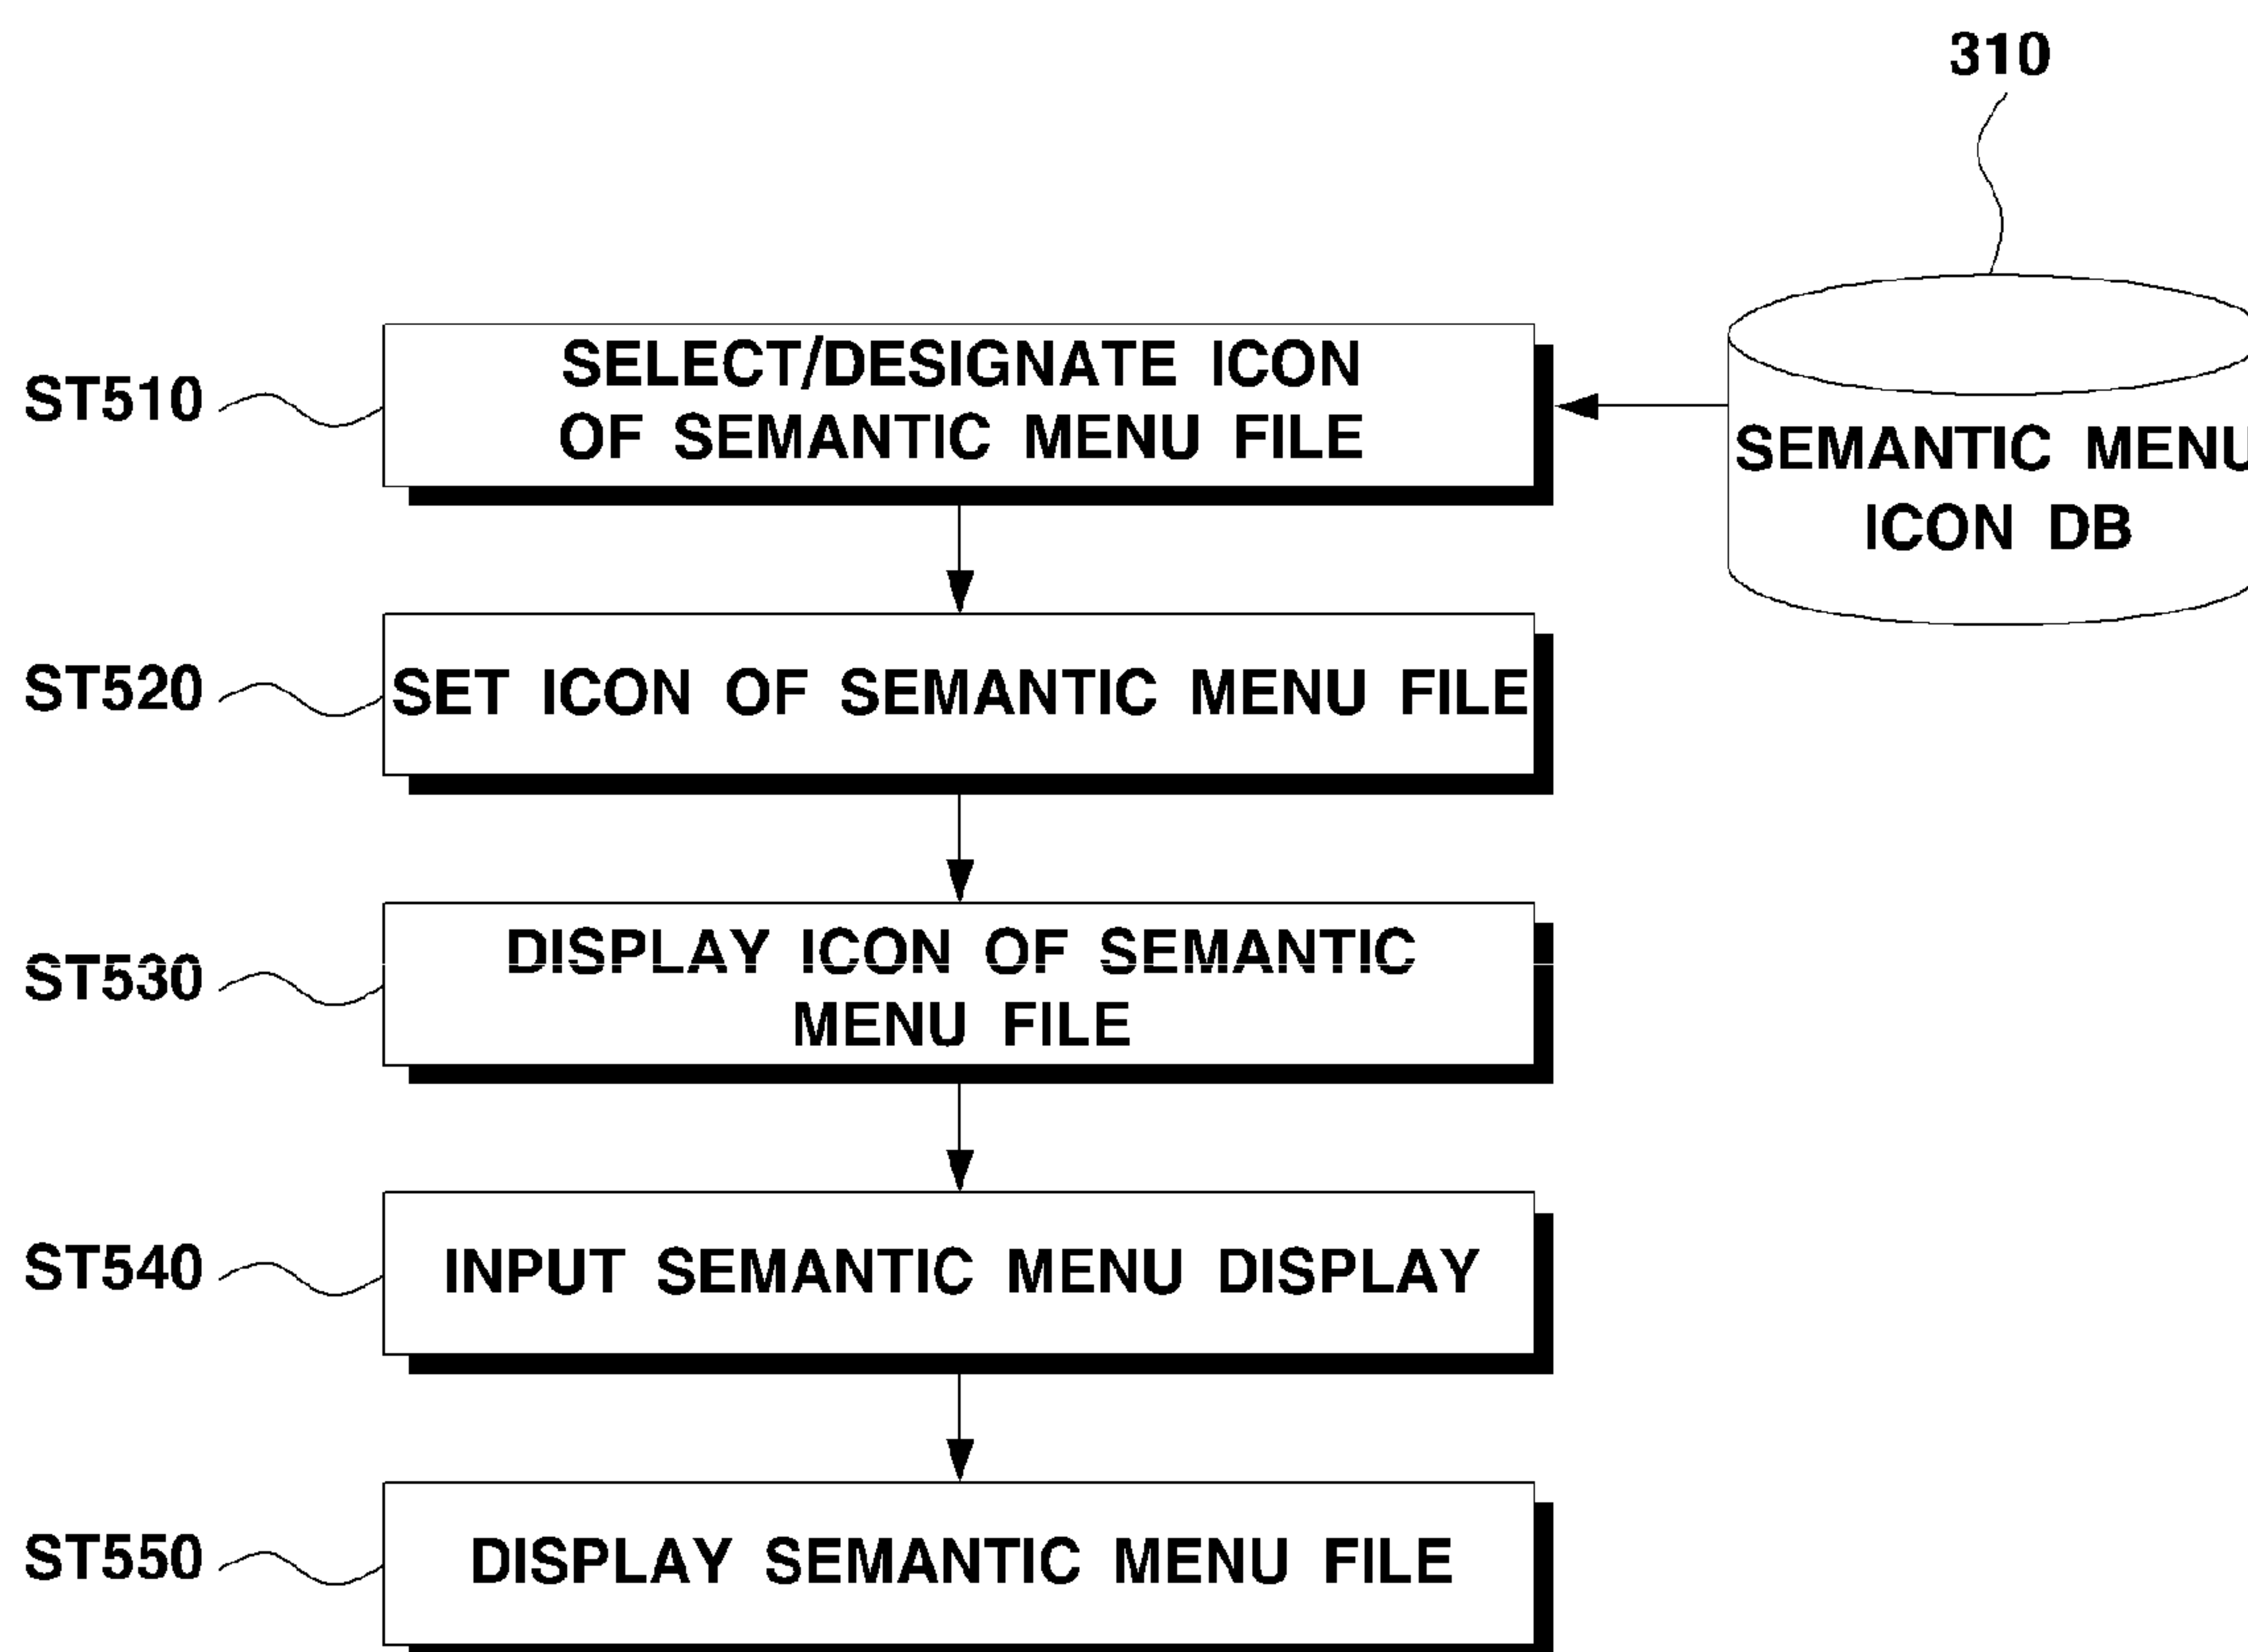 310
ST510
SELECT/DESIGNATE ICON
OF SEMANTIC MENU FILE
SEMANTIC MENU
ICON DB
ST520
SET ICON OF SEMANTIC MENU FILE
ST530
DISPLAY ICON OF SEMANTIC
MENU FILE
ST540
INPUT SEMANTIC MENU DISPLAY
ST550
DISPLAY SEMANTIC MENU FILE